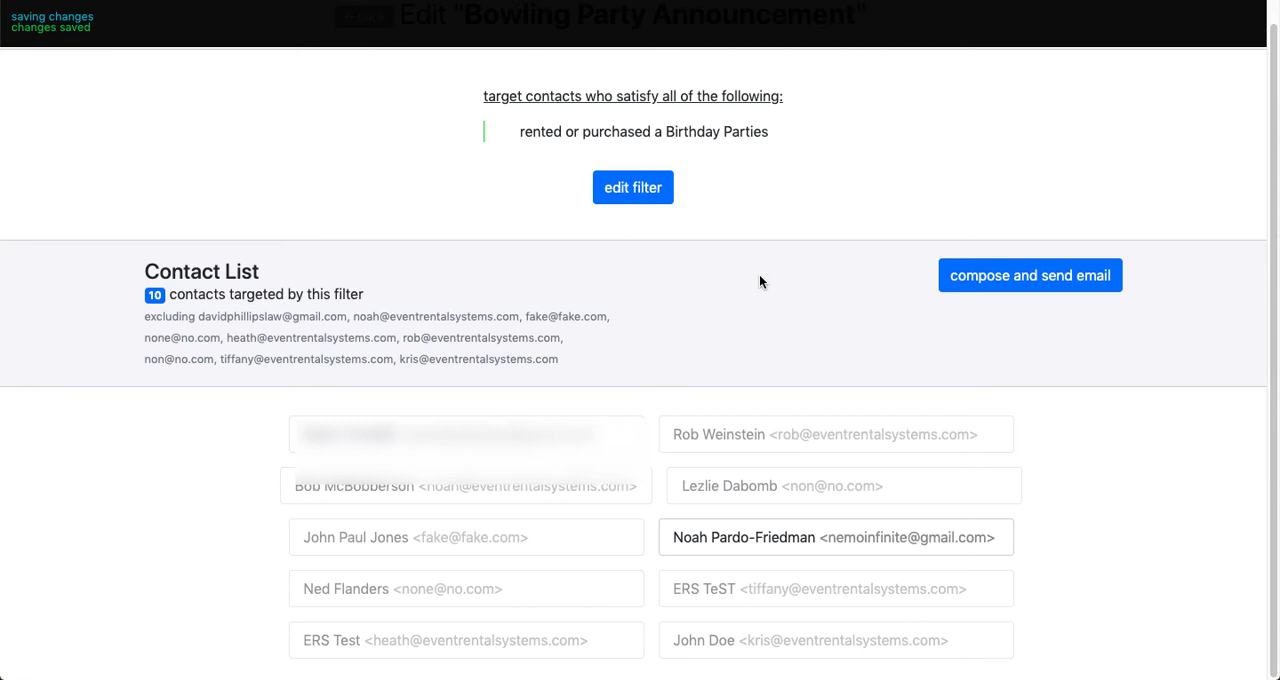 saving changes
changes saved
Edit "Bowling Party Announcement"
target contacts who satisfy all of the following:
rented or purchased a Birthday Parties
edit filter
Contact List
10 contacts targeted by this filter
excluding davidphillipslaw@gmail.com, noah@eventrentalsystems.com, fake@fake.com,
none@no.com, heath@eventrentalsystems.com, rob@eventrentalsystems.com,
non@no.com, tiffany@eventrentalsystems.com, kris@eventrentalsystems.com
compose and send email
Rob Weinstein <rob@eventrentalsystems.com>
Bob McBobberson <noah@eventrentalsystems.com>
Lezlie Dabomb <non@no.com>
John Paul Jones <fake@fake.com>
Noah Pardo-Friedman <nemoinfinite@gmail.com>
Ned Flanders <none@no.com>
ERS TeST <tiffany@eventrentalsystems.com>
ERS Test <heath@eventrentalsystems.com>
John Doe <kris@eventrentalsystems.com>